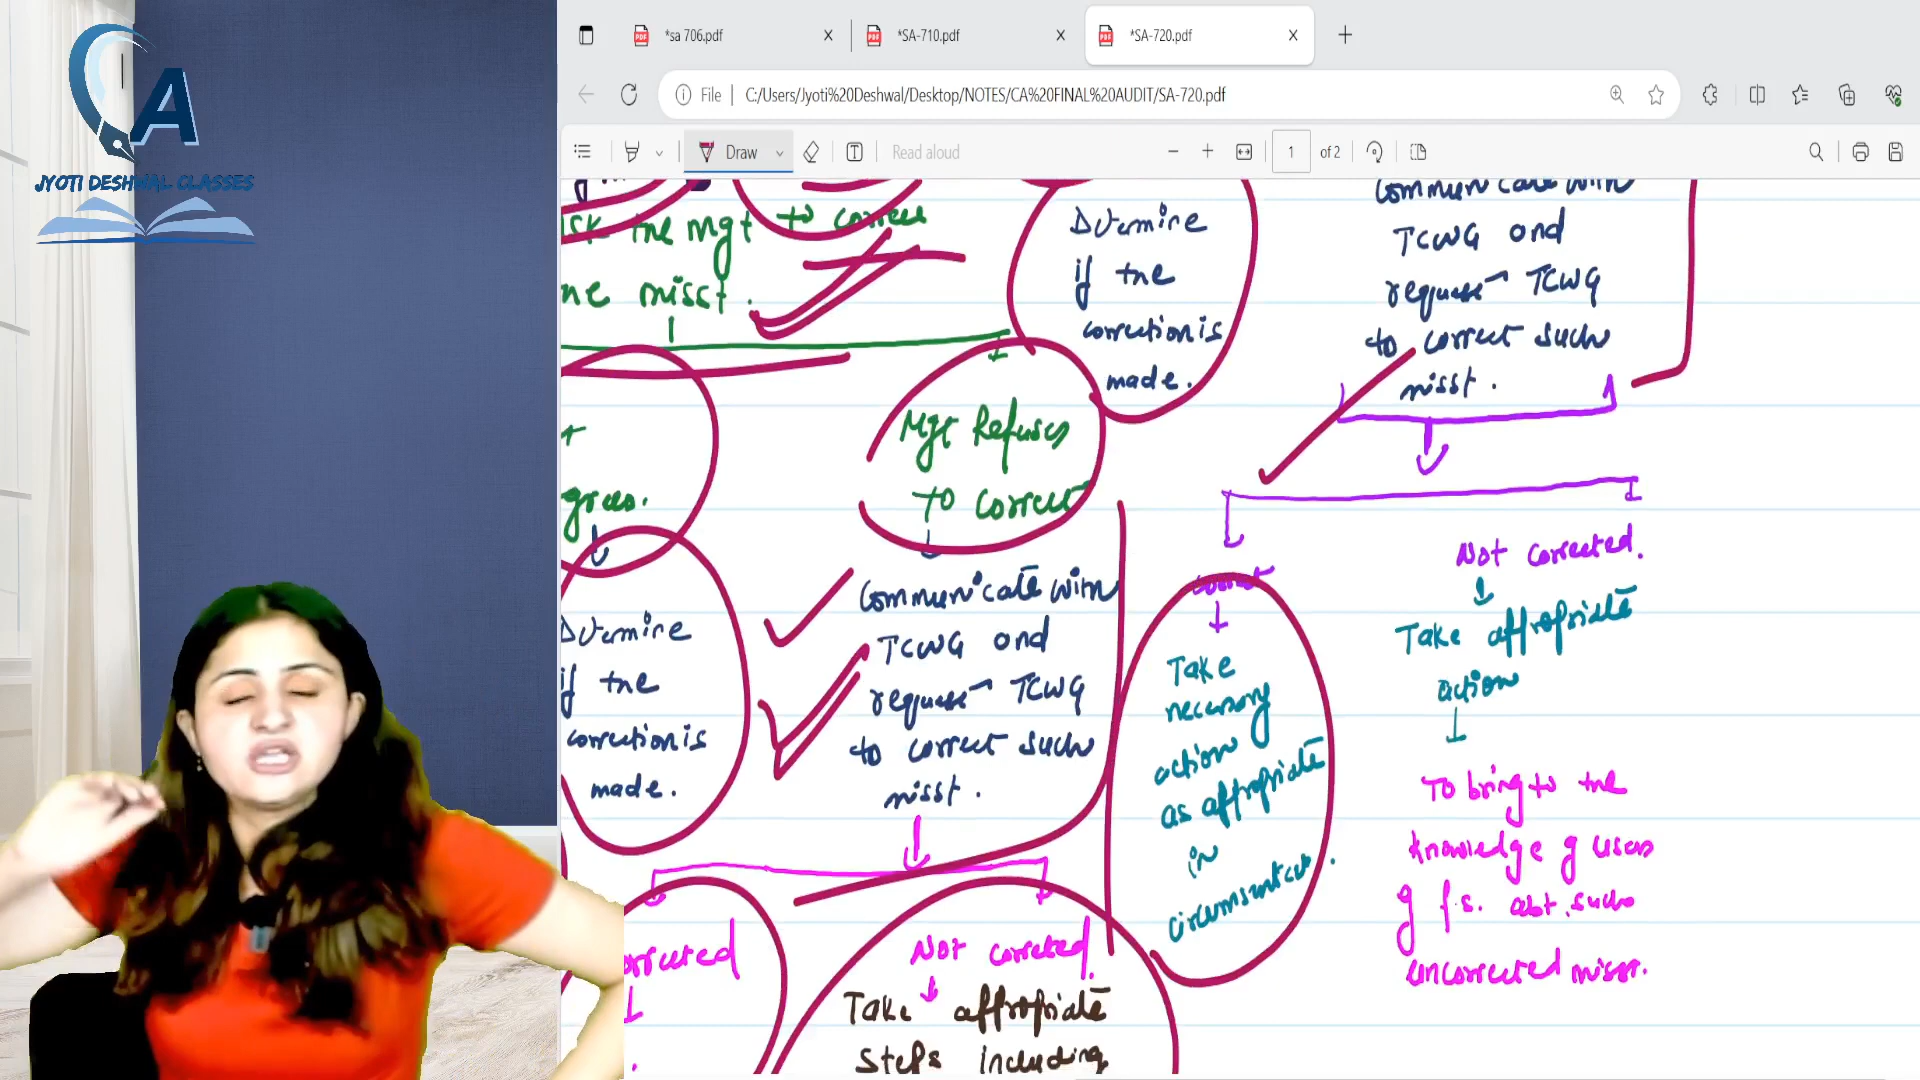 A
JYOTI DESHWAL CLASSES
*sa 706.pdf
*SA-710.pdf
*SA-720.pdf
File
C:/Users/Jyoti%20Deshwal/Desktop/NOTES/CA%20FINAL%20AUDIT/SA-720.pdf
Draw
Read aloud
1 of 2
the Mgt to correct
misst.
Mgt Refuses
to correct
if the
correction is
made.
Communicate with
TCWG and
request TCWG
to correct such
misst.
Not corrected.
Take appropriate
steps including
if the
correction is
made.
Communicate with
TCWG and
request TCWG
to correct such
misst.
Take
necessary
action
as appropriate
in
Not corrected.
Take appropriate
action
To bring to the
knowledge of users
of f.s. abt. such
uncorrected misst.